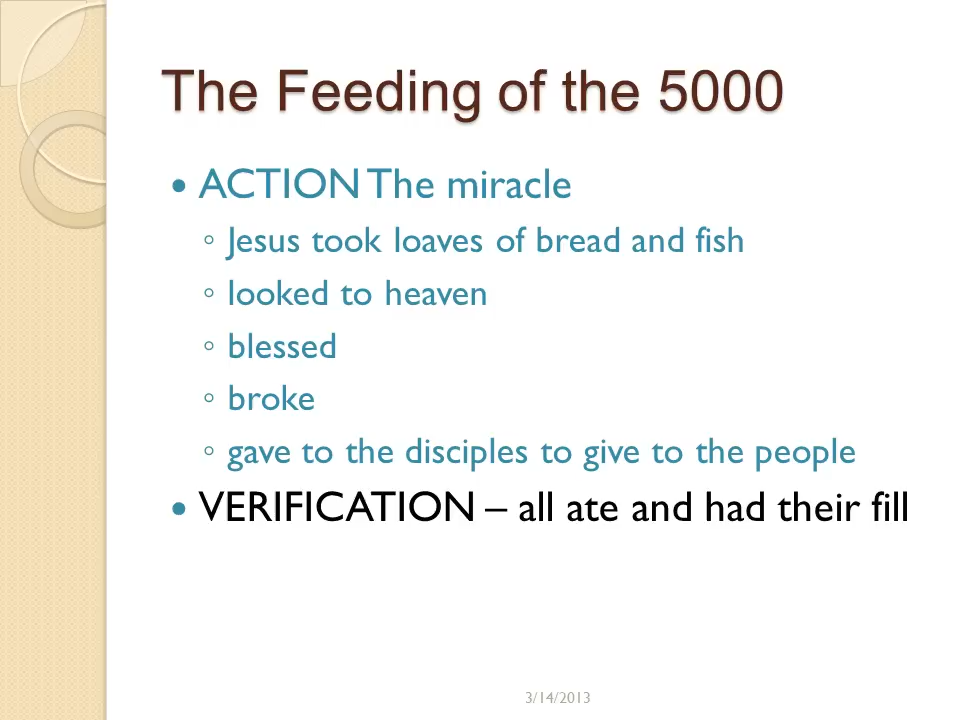 The Feeding of the 5000
• ACTION The miracle
◦ Jesus took loaves of bread and fish
◦ looked to heaven
◦ blessed
◦ broke
◦ gave to the disciples to give to the people
• VERIFICATION – all ate and had their fill
3/14/2013